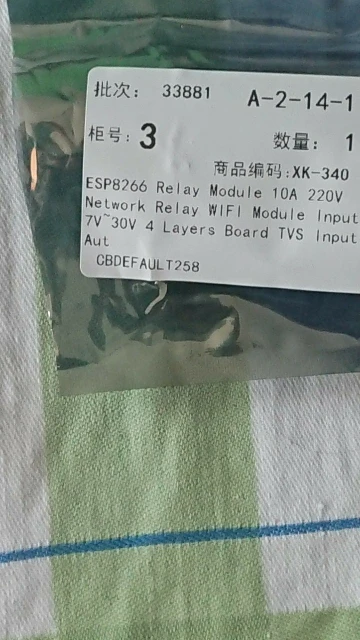 批次： 33881 A-2-14-1
柜号：3 数量： 1
商品编码:XK-340
ESP8266 Relay Module 10A 220V
Network Relay WIFI Module Input
7V~30V 4 Layers Board TVS Input
Aut
CBDEFAULT258